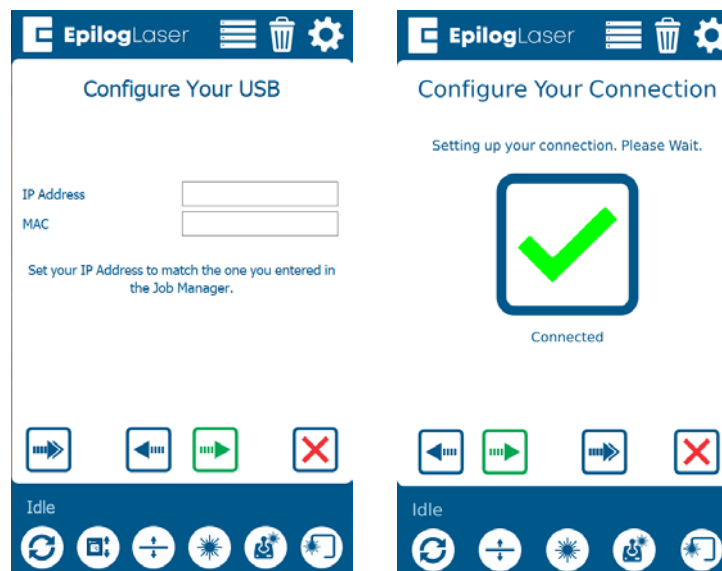 EpilogLaser
Configure Your USB
IP Address
MAC
Set your IP Address to match the one you entered in
the Job Manager.
Idle
EpilogLaser
Configure Your Connection
Setting up your connection. Please Wait.
Connected
Idle